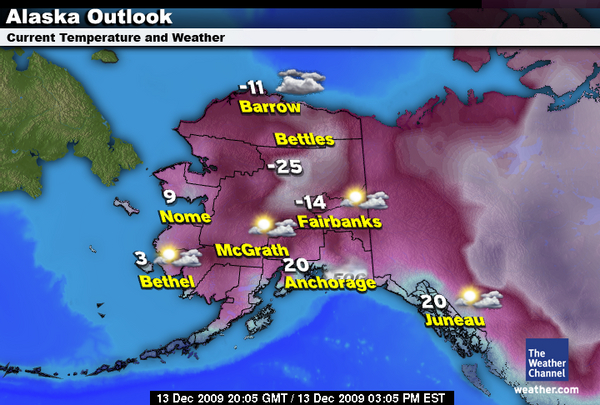 Alaska Outlook
Current Temperature and Weather
-11
Barrow
Bettles
-25
9
Nome
-14
Fairbanks
McGrath
3
Bethel
20
Anchorage
FOG
20
Juneau
The
Weather
Channel
weather.com
13 Dec 2009 20:05 GMT / 13 Dec 2009 03:05 PM EST